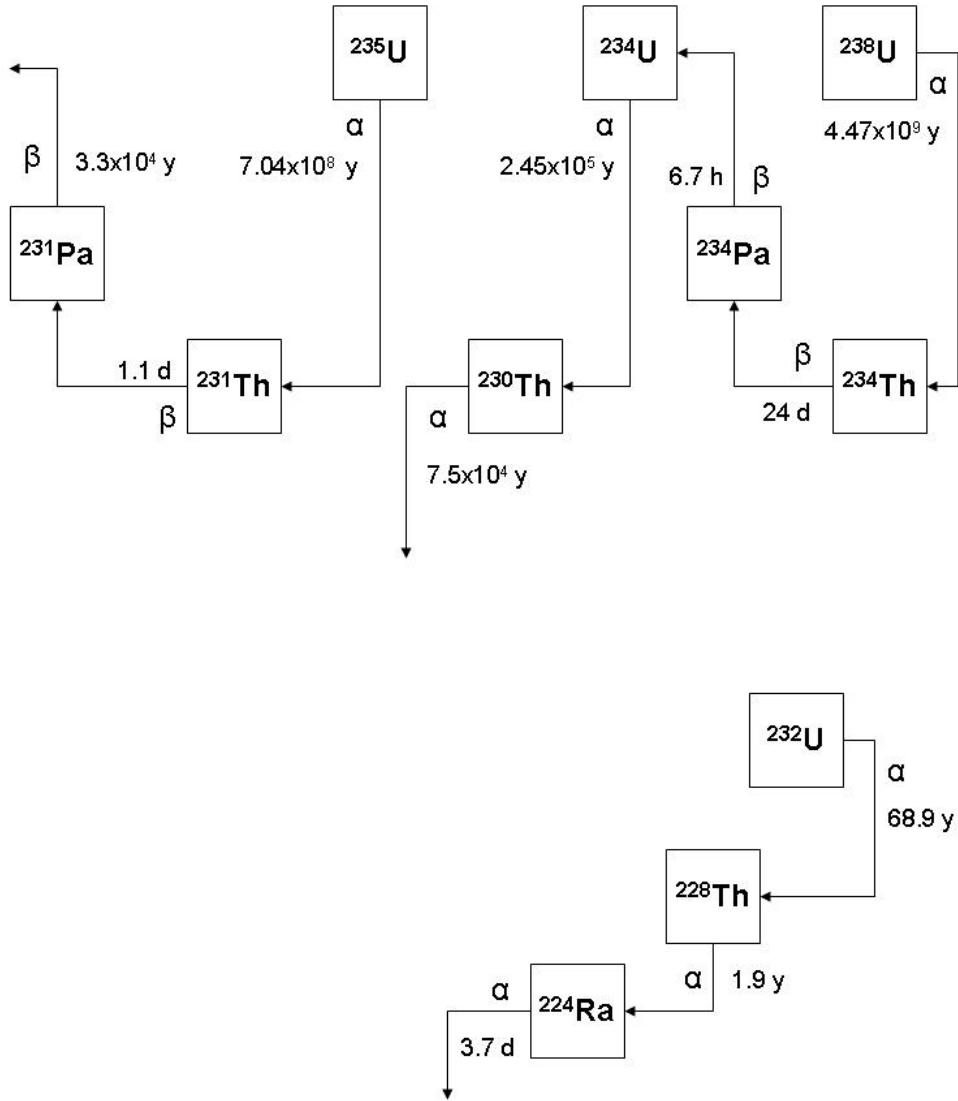 ²³⁵U
²³⁴U
²³⁸U
α
α
α
7.04x10⁸ y
2.45x10⁵ y
4.47x10⁹ y
β
3.3x10⁴ y
6.7 h
β
²³¹Pa
²³⁴Pa
1.1 d
β
²³¹Th
²³⁰Th
β
²³⁴Th
α
24 d
7.5x10⁴ y
²³²U
α
68.9 y
²²⁸Th
α
1.9 y
α
²²⁴Ra
3.7 d